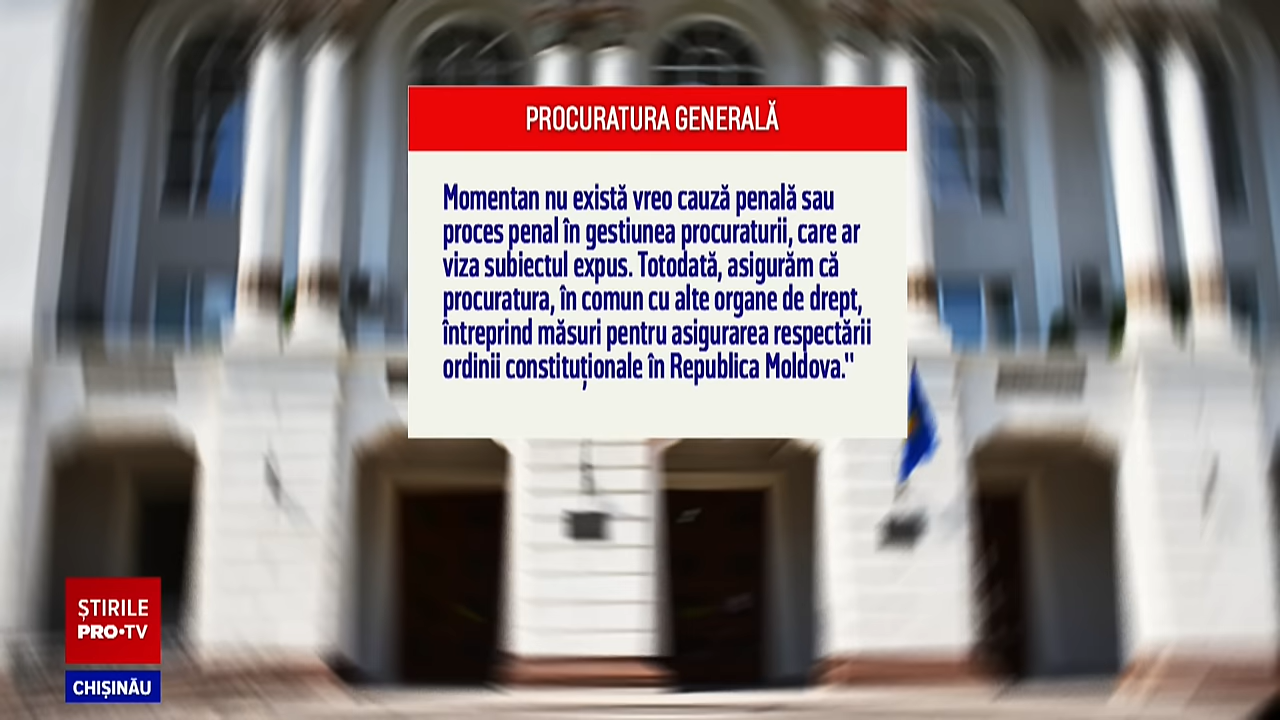 PROCURATURA GENERALĂ
Momentan nu există vreo cauză penală sau
proces penal în gestiunea procuraturii, care ar
viza subiectul expus. Totodată, asigurăm că
procuratura, în comun cu alte organe de drept,
întreprind măsuri pentru asigurarea respectării
ordinii constituționale în Republica Moldova."
ȘTIRILE
PRO•TV
CHIȘINĂU